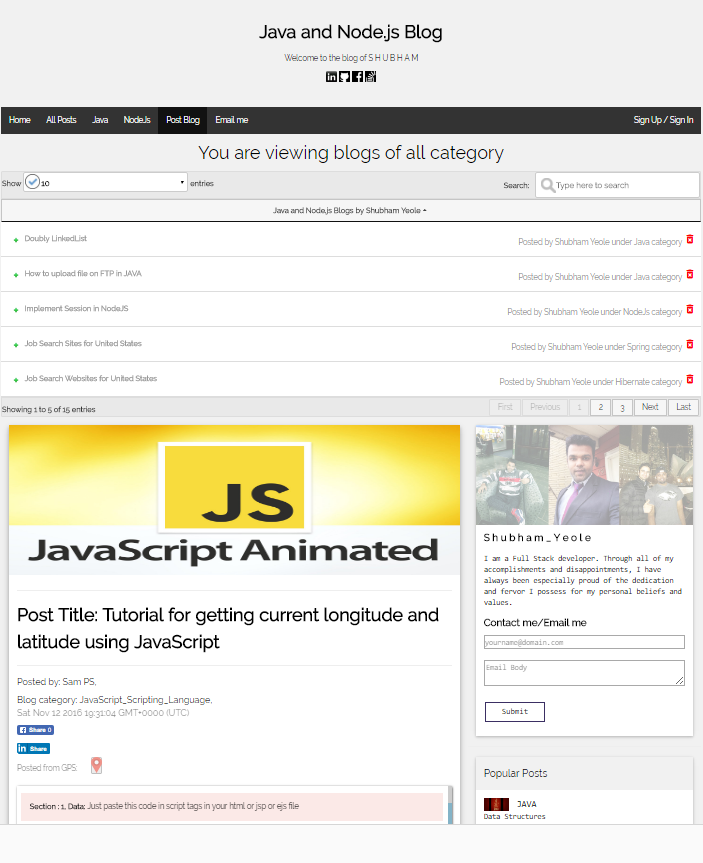 Java and Node.js Blog
Welcome to the blog of S H U B H A M
Home All Posts Java NodeJs Post Blog Email me Sign Up / Sign In
You are viewing blogs of all category
Show 10 entries Search: Type here to search
Java and Node.js Blogs by Shubham Yeole
Doubly LinkedList Posted by Shubham Yeole under Java category
How to upload file on FTP in JAVA Posted by Shubham Yeole under Java category
Implement Session in NodeJS Posted by Shubham Yeole under NodeJs category
Job Search Sites for United States Posted by Shubham Yeole under Spring category
Job Search Websites for United States Posted by Shubham Yeole under Hibernate category
Showing 1 to 5 of 15 entries First Previous 1 2 3 Next Last
JS
JavaScript Animated
Post Title: Tutorial for getting current longitude and
latitude using JavaScript
Posted by: Sam PS,
Blog category: JavaScript_Scripting_Language,
Sat Nov 12 2016 19:31:04 GMT+0000 (UTC)
Share 0
in Share
Posted from GPS:
Section : 1, Data: Just paste this code in script tags in your html or jsp or ejs file
Shubham_Yeole
I am a Full Stack developer. Through all of my
accomplishments and disappointments, I have
always been especially proud of the dedication
and fervor I possess for my personal beliefs and
values.
Contact me/Email me
yourname@domain.com
Email Body
Submit
Popular Posts
JAVA
Data Structures